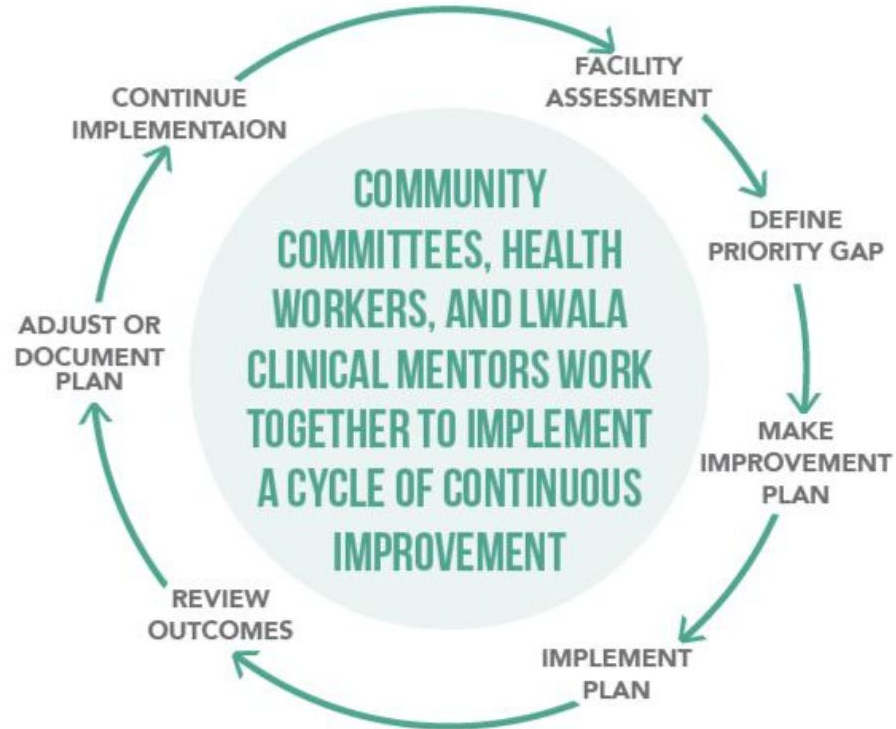 FACILITY
ASSESSMENT
DEFINE
PRIORITY GAP
MAKE
IMPROVEMENT
PLAN
IMPLEMENT
PLAN
REVIEW
OUTCOMES
ADJUST OR
DOCUMENT
PLAN
CONTINUE
IMPLEMENTAION
COMMUNITY
COMMITTEES, HEALTH
WORKERS, AND LWALA
CLINICAL MENTORS WORK
TOGETHER TO IMPLEMENT
A CYCLE OF CONTINUOUS
IMPROVEMENT